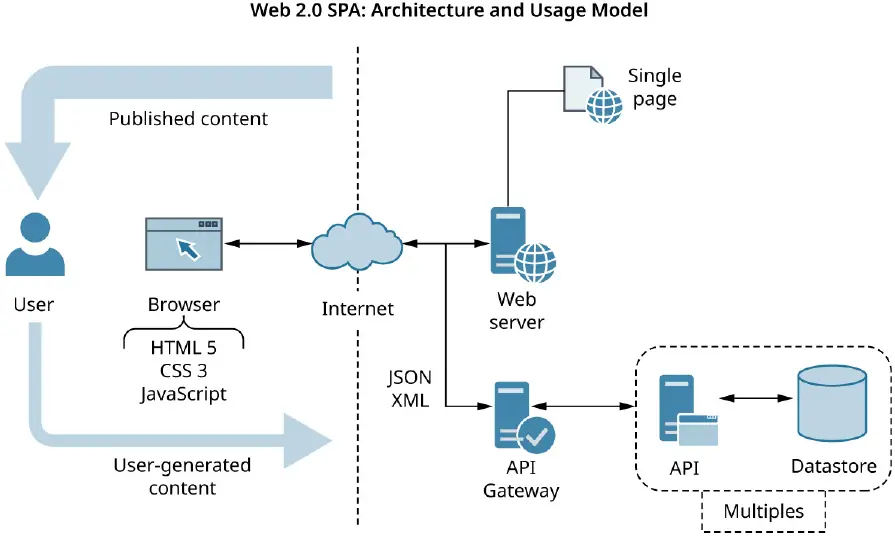 Web 2.0 SPA: Architecture and Usage Model
Published content
Single
page
User
Browser
HTML 5
CSS 3
JavaScript
Internet
Web
server
JSON
XML
User-generated
content
API
Gateway
API
Datastore
Multiples